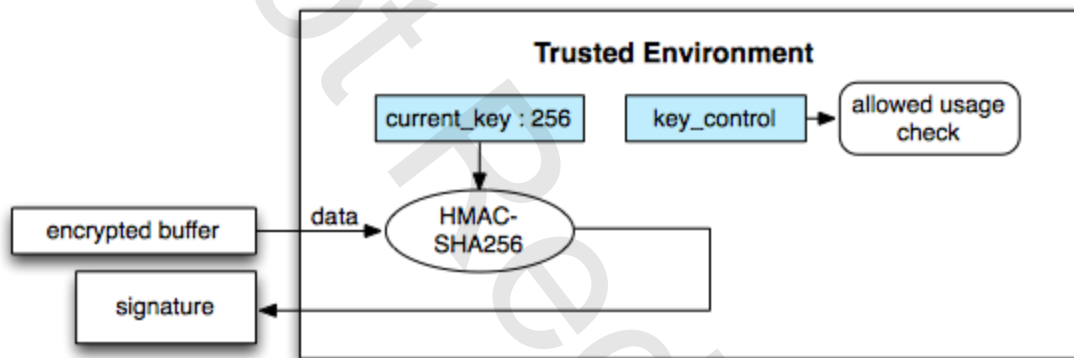 Trusted Environment
current_key : 256
key_control
allowed usage
check
data
HMAC-
SHA256
encrypted buffer
signature